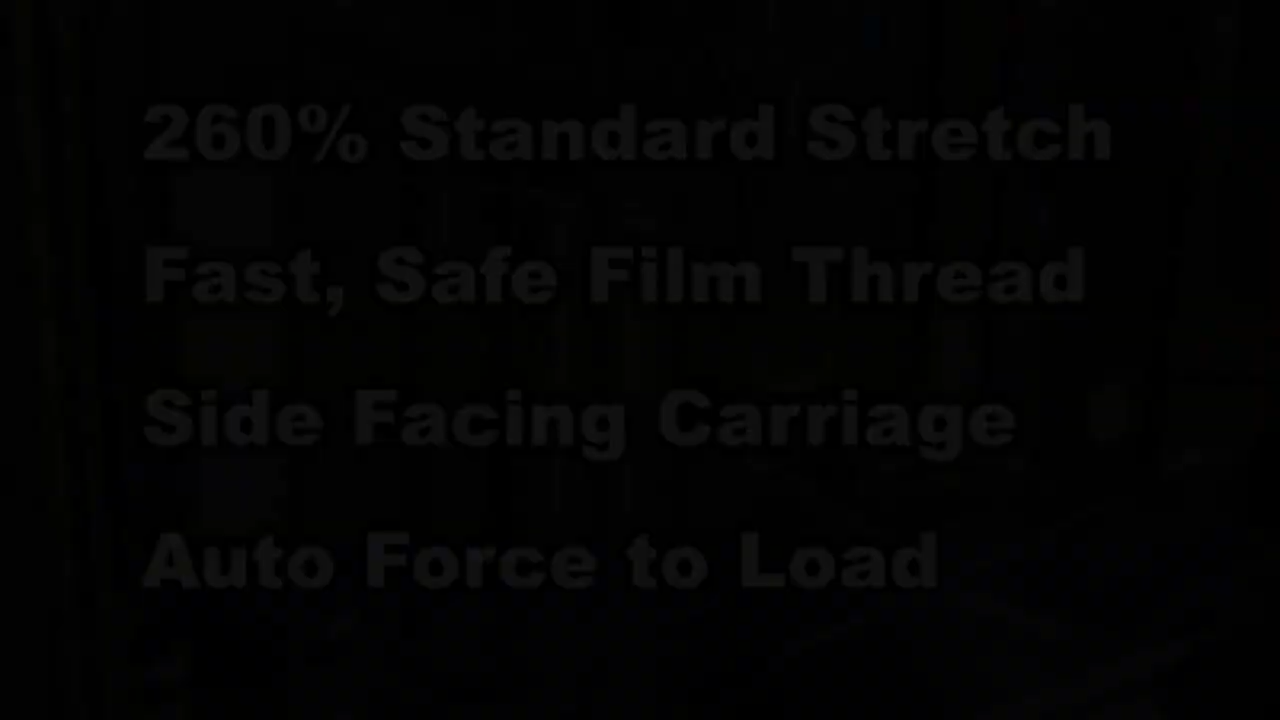 260% Standard Stretch
Fast, Safe Film Thread
Side Facing Carriage
Auto Force to Load